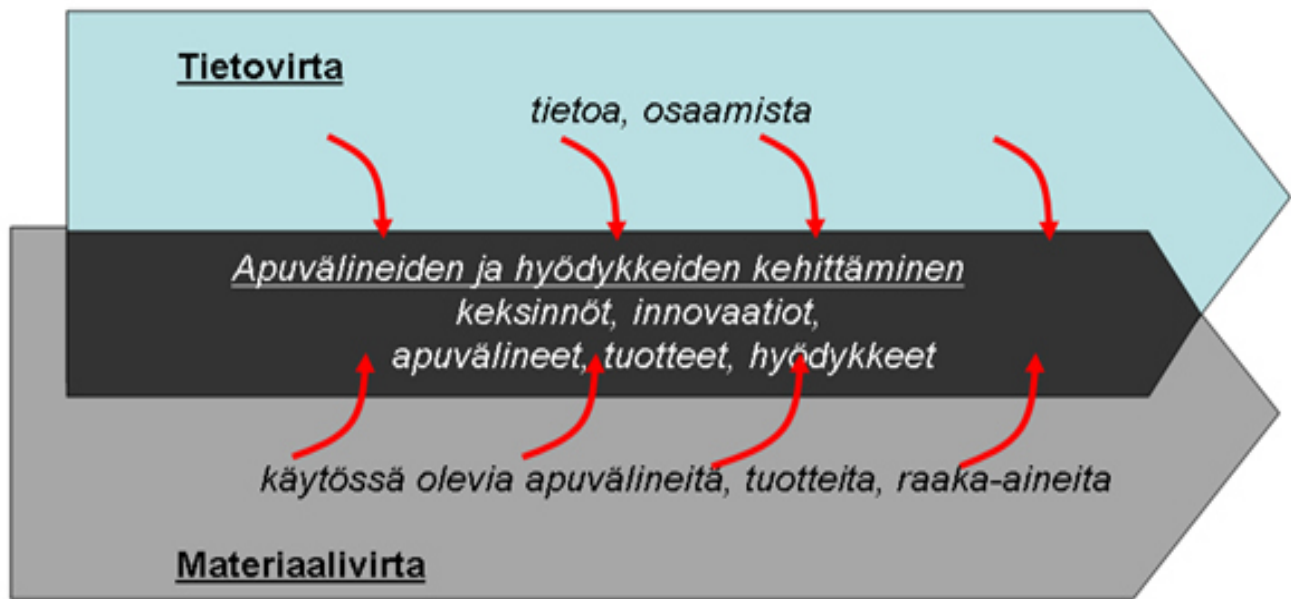 Tietovirta
tietoa, osaamista
Apuvälineiden ja hyödykkeiden kehittäminen
keksinnöt, innovaatiot,
apuvälineet, tuotteet, hyödykkeet
käytössä olevia apuvälineitä, tuotteita, raaka-aineita
Materiaalivirta